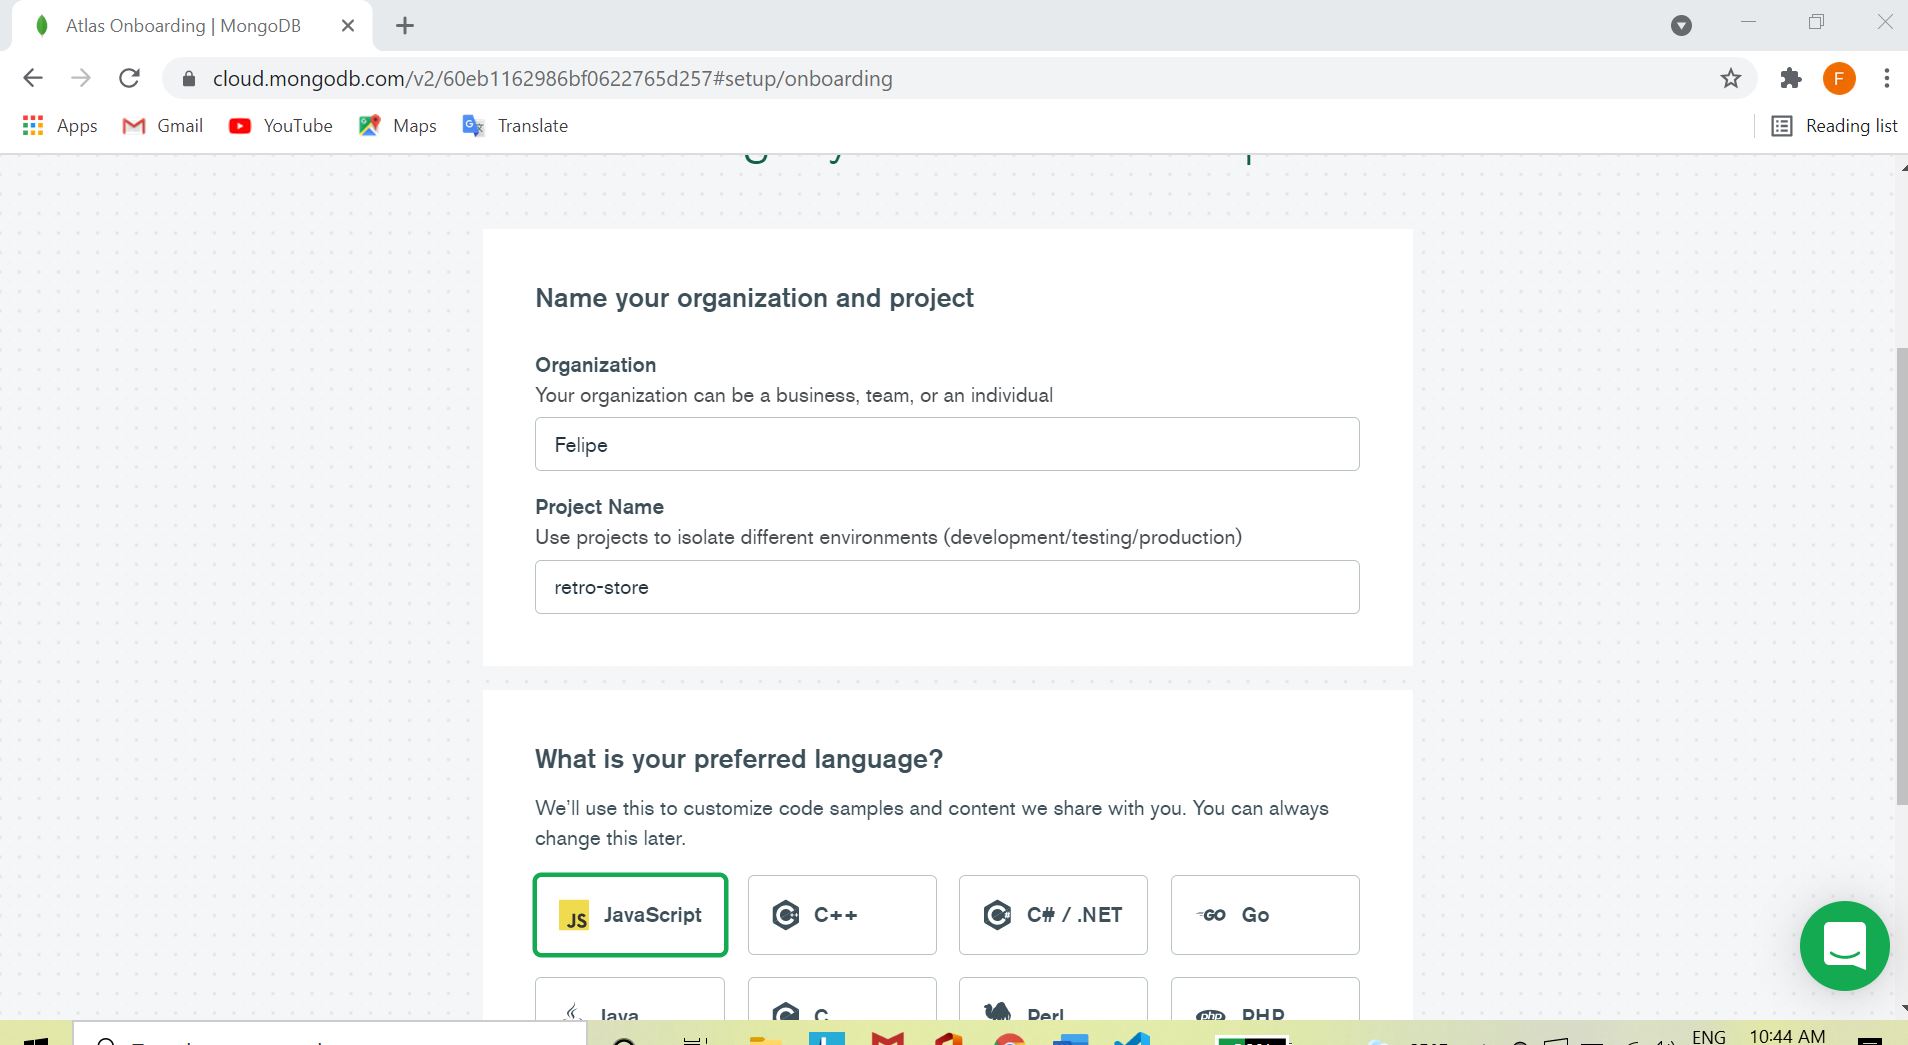 Atlas Onboarding | MongoDB
cloud.mongodb.com/v2/60eb1162986bf0622765d257#setup/onboarding
F
Apps Gmail YouTube Maps Translate Reading list
Name your organization and project
Organization
Your organization can be a business, team, or an individual
Felipe
Project Name
Use projects to isolate different environments (development/testing/production)
retro-store
What is your preferred language?
We'll use this to customize code samples and content we share with you. You can always
change this later.
JS JavaScript C++ C# / .NET GO Go
Java C Perl php PHP
ENG 10:44 AM